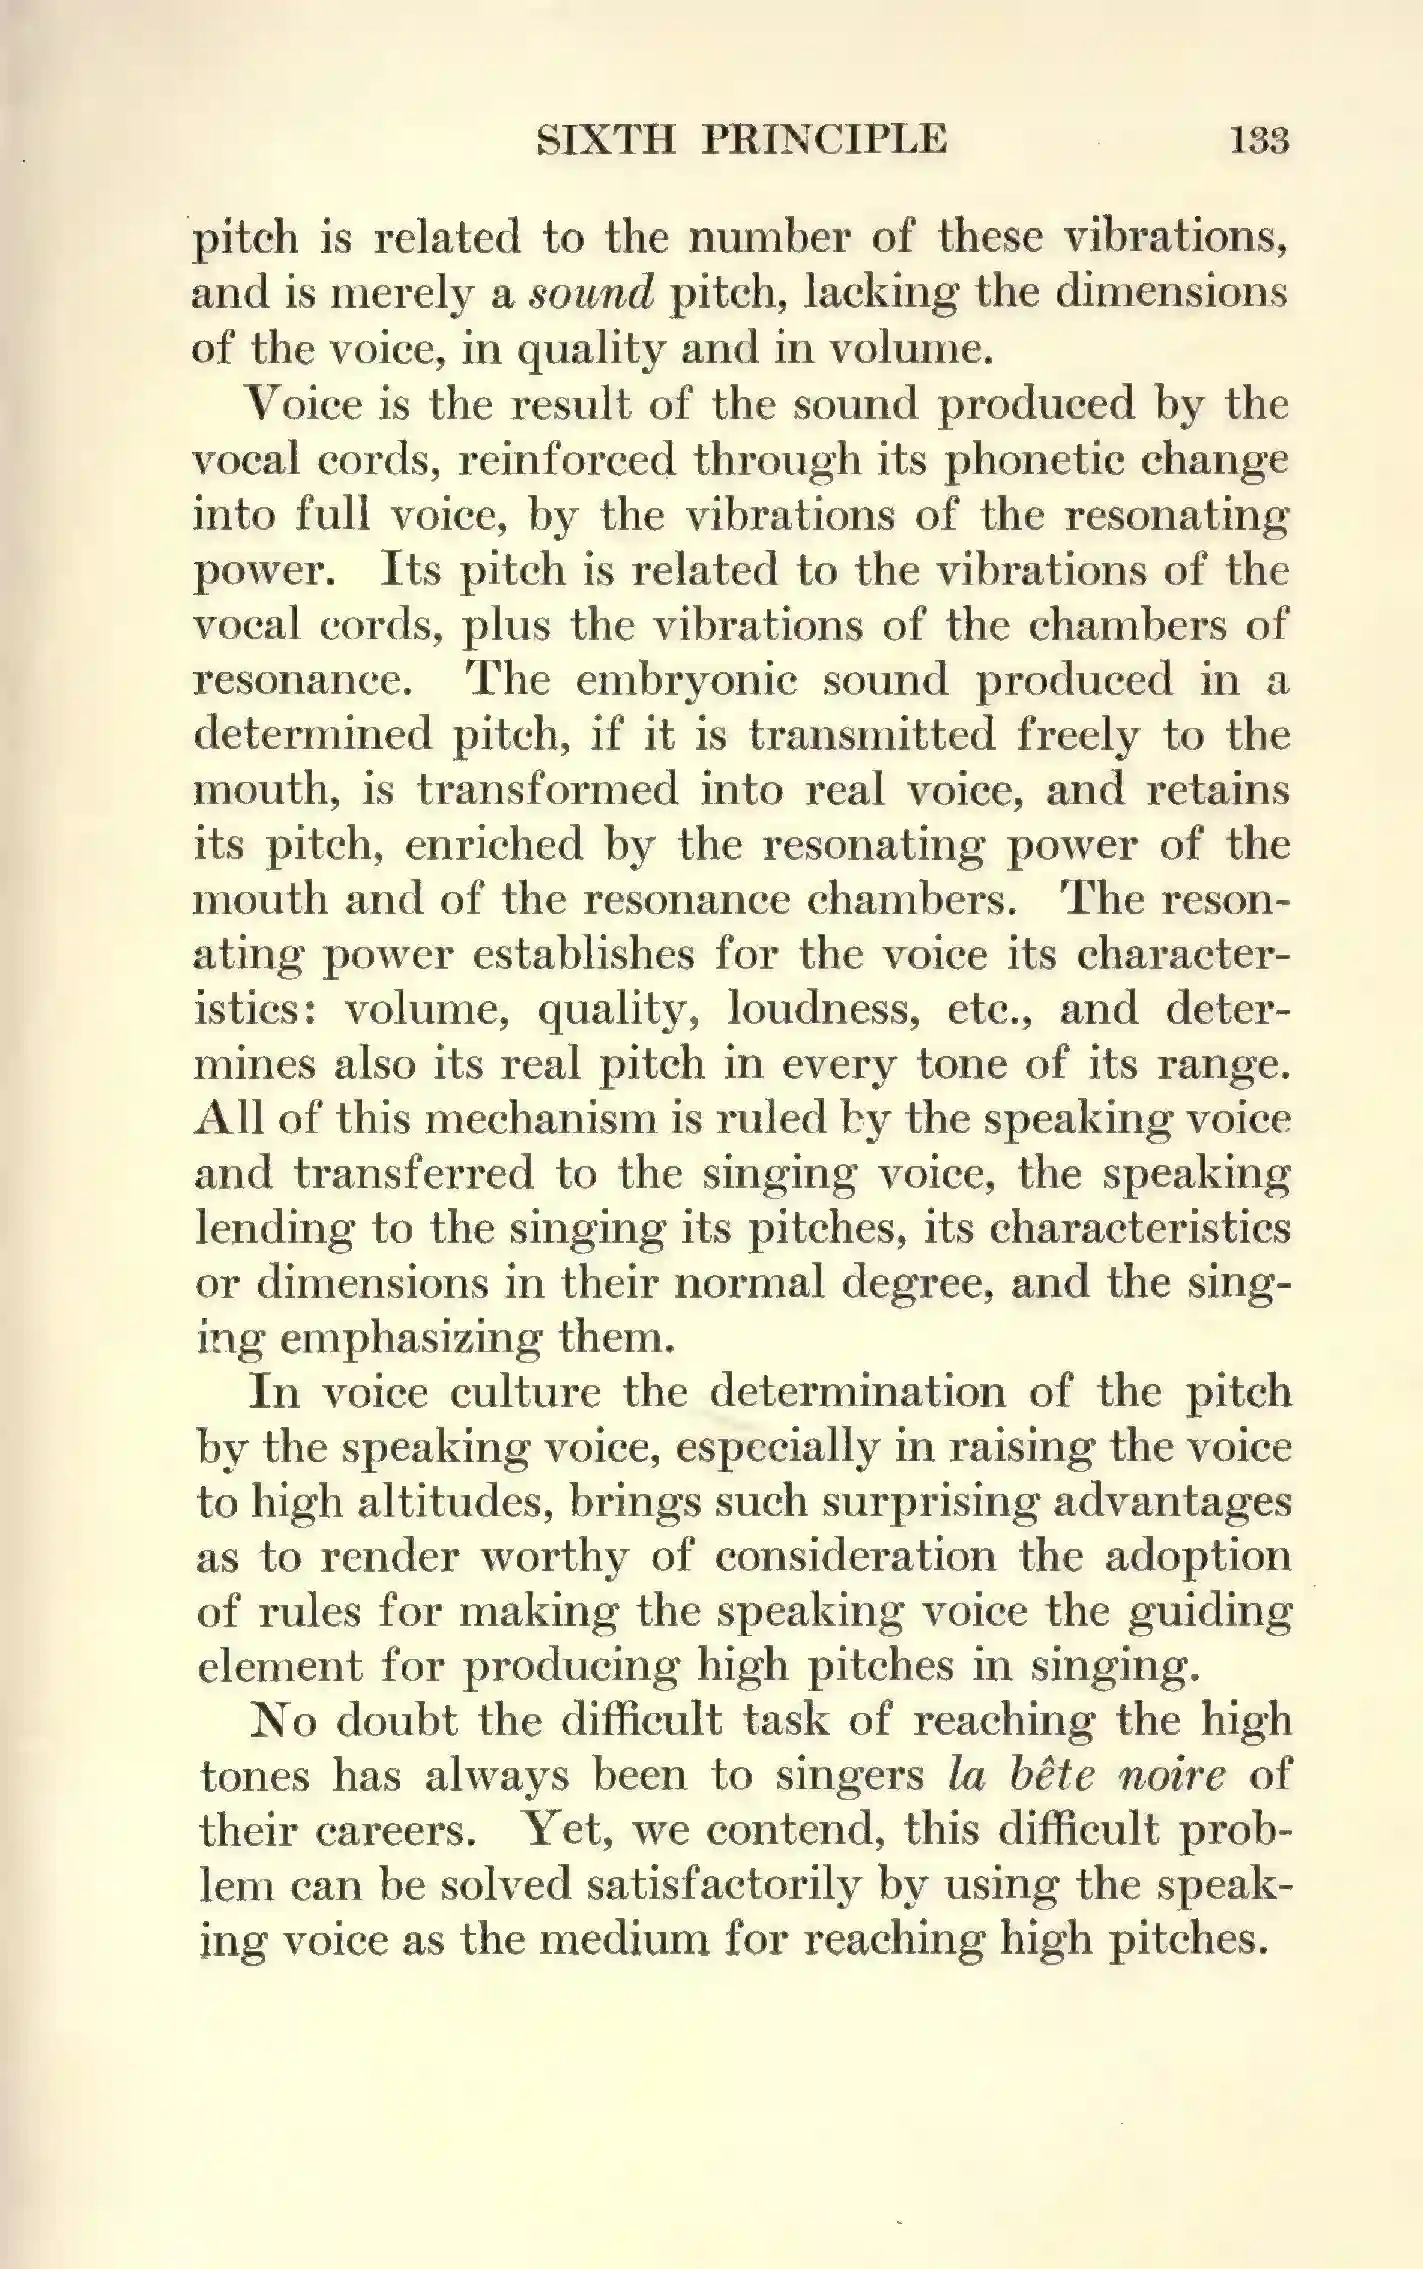 SIXTH PRINCIPLE 133
pitch is related to the number of these vibrations,
and is merely a sound pitch, lacking the dimensions
of the voice, in quality and in volume.
Voice is the result of the sound produced by the
vocal cords, reinforced through its phonetic change
into full voice, by the vibrations of the resonating
power. Its pitch is related to the vibrations of the
vocal cords, plus the vibrations of the chambers of
resonance. The embryonic sound produced in a
determined pitch, if it is transmitted freely to the
mouth, is transformed into real voice, and retains
its pitch, enriched by the resonating power of the
mouth and of the resonance chambers. The reson-
ating power establishes for the voice its character-
istics: volume, quality, loudness, etc., and deter-
mines also its real pitch in every tone of its range.
All of this mechanism is ruled by the speaking voice
and transferred to the singing voice, the speaking
lending to the singing its pitches, its characteristics
or dimensions in their normal degree, and the sing-
ing emphasizing them.
In voice culture the determination of the pitch
by the speaking voice, especially in raising the voice
to high altitudes, brings such surprising advantages
as to render worthy of consideration the adoption
of rules for making the speaking voice the guiding
element for producing high pitches in singing.
No doubt the difficult task of reaching the high
tones has always been to singers la bête noire of
their careers. Yet, we contend, this difficult prob-
lem can be solved satisfactorily by using the speak-
ing voice as the medium for reaching high pitches.